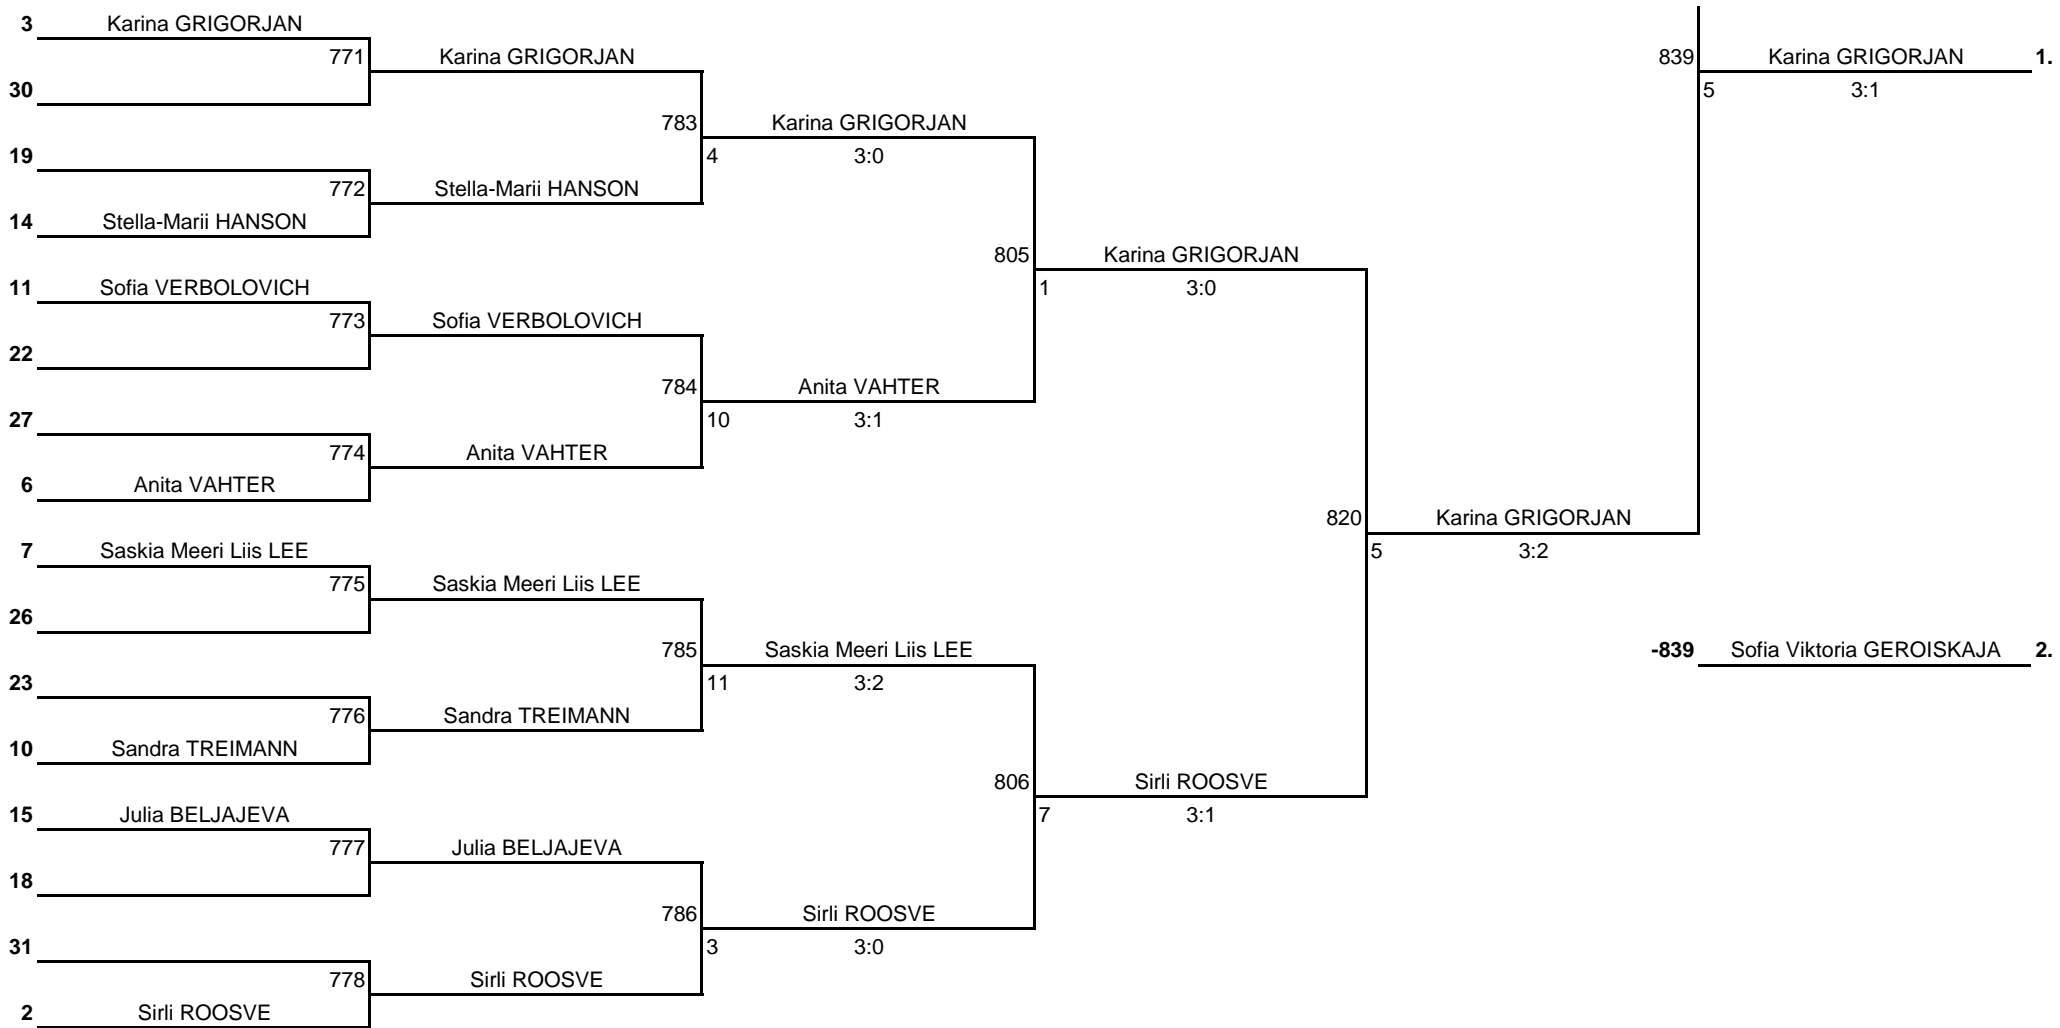 3 Karina GRIGORJAN
771 Karina GRIGORJAN 839 Karina GRIGORJAN 1.
30 5 3:1
783 Karina GRIGORJAN
19 4 3:0
772 Stella-Marii HANSON
14 Stella-Marii HANSON
805 Karina GRIGORJAN
11 Sofia VERBOLOVICH 1 3:0
773 Sofia VERBOLOVICH
22
784 Anita VAHTER
27 10 3:1
774 Anita VAHTER
6 Anita VAHTER
820 Karina GRIGORJAN
7 Saskia Meeri Liis LEE 5 3:2
775 Saskia Meeri Liis LEE
26
785 Saskia Meeri Liis LEE -839 Sofia Viktoria GEROISKAJA 2.
23 11 3:2
776 Sandra TREIMANN
10 Sandra TREIMANN
806 Sirli ROOSVE
15 Julia BELJAJEVA 7 3:1
777 Julia BELJAJEVA
18
786 Sirli ROOSVE
31 3 3:0
778 Sirli ROOSVE
2 Sirli ROOSVE